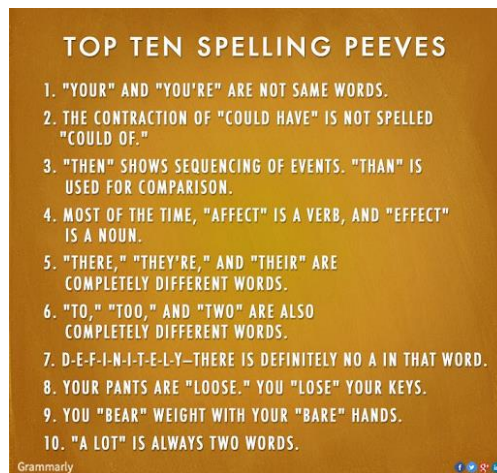 TOP TEN SPELLING PEEVES
1. "YOUR" AND "YOU'RE" ARE NOT SAME WORDS.
2. THE CONTRACTION OF "COULD HAVE" IS NOT SPELLED
"COULD OF."
3. "THEN" SHOWS SEQUENCING OF EVENTS. "THAN" IS
USED FOR COMPARISON.
4. MOST OF THE TIME, "AFFECT" IS A VERB, AND "EFFECT"
IS A NOUN.
5. "THERE," "THEY'RE," AND "THEIR" ARE
COMPLETELY DIFFERENT WORDS.
6. "TO," "TOO," AND "TWO" ARE ALSO
COMPLETELY DIFFERENT WORDS.
7. D-E-F-I-N-I-T-E-L-Y—THERE IS DEFINITELY NO A IN THAT WORD.
8. YOUR PANTS ARE "LOOSE." YOU "LOSE" YOUR KEYS.
9. YOU "BEAR" WEIGHT WITH YOUR "BARE" HANDS.
10. "A LOT" IS ALWAYS TWO WORDS.
Grammarly